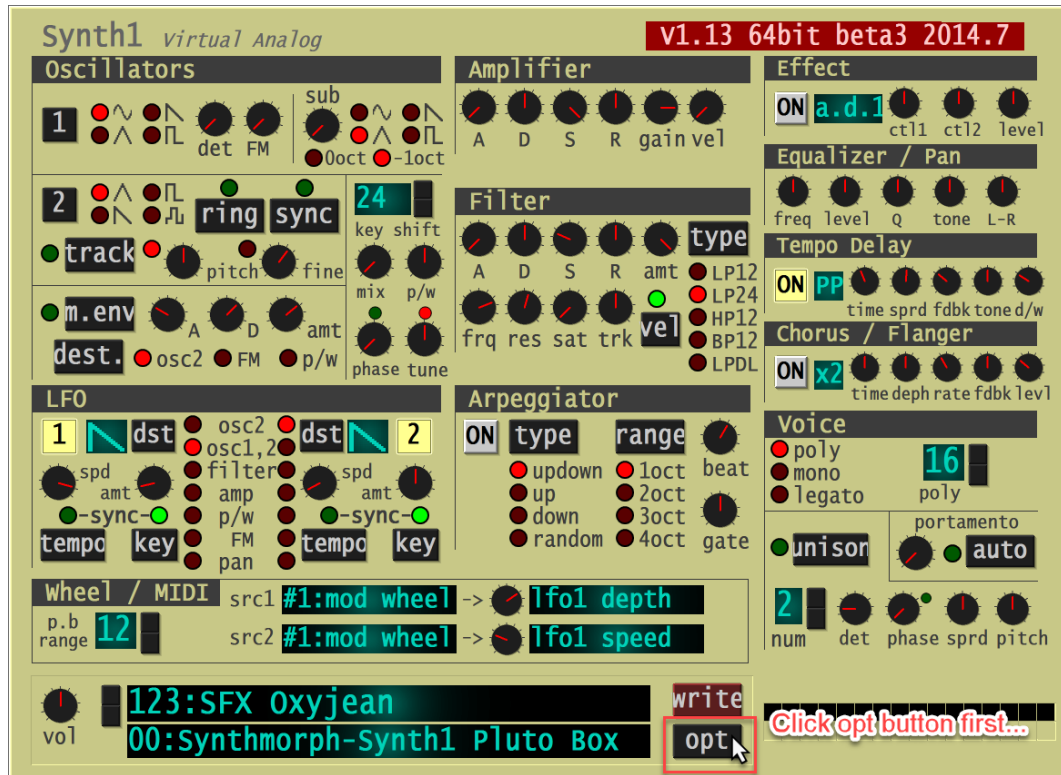 Synth1 Virtual Analog
V1.13 64bit beta3 2014.7
Oscillators
1
det FM
sub
0oct -1oct
2
ring sync
track
pitch fine
24
key shift
mix p/w
m.env
A D amt
dest. osc2 FM p/w
phase tune
Amplifier
A D S R gain vel
Filter
A D S R amt
type
LP12
LP24
HP12
BP12
LPDL
frq res sat trk
vel
Effect
ON a.d.1
ctl1 ctl2 level
Equalizer / Pan
freq level Q tone L-R
Tempo Delay
ON PP
time sprd fdbk tone d/w
Chorus / Flanger
ON x2
time deph rate fdbk levl
LFO
1 dst
spd
amt
-sync-
tempo key
osc2
osc1,2
filter
amp
p/w
FM
pan
dst 2
spd
amt
-sync-
tempo key
Arpeggiator
ON type range
updown
up
down
random
1oct
2oct
3oct
4oct
beat
gate
Voice
poly
mono
legato
16
poly
portamento
unison
auto
2
num det phase sprd pitch
Wheel / MIDI
p.b
range 12
src1 #1:mod wheel -> lfo1 depth
src2 #1:mod wheel -> lfo1 speed
vol
123:SFX Oxyjean
00:Synthmorph-Synth1 Pluto Box
write
opt
Click opt button first...